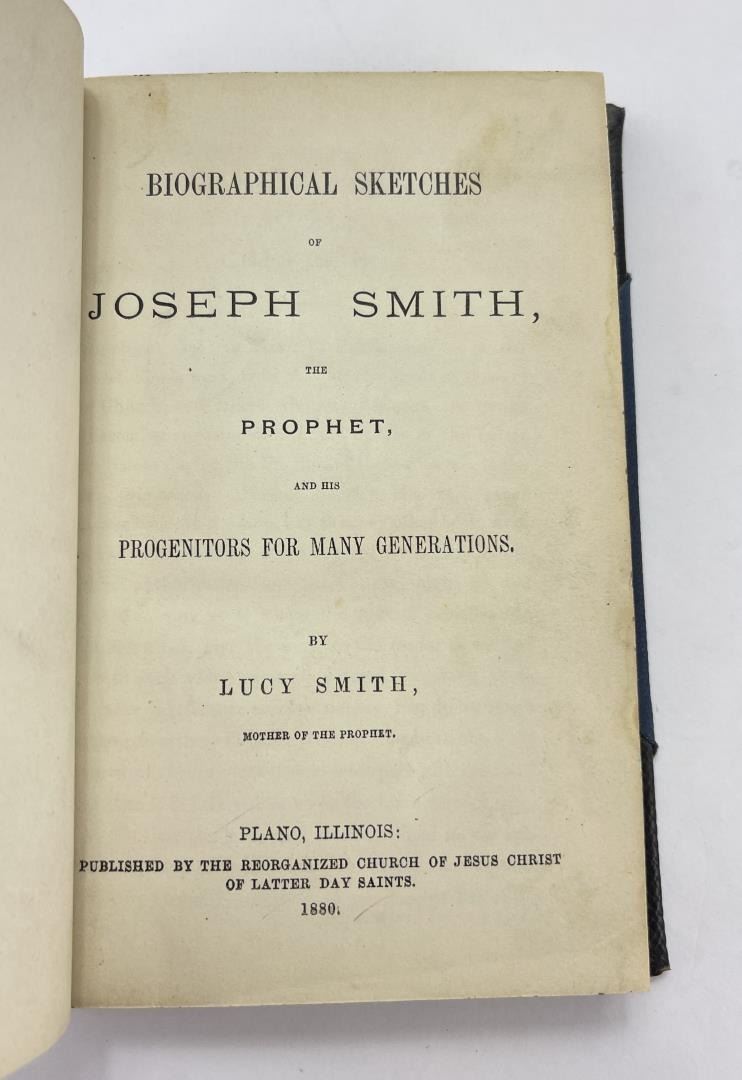 BIOGRAPHICAL SKETCHES
OF
JOSEPH SMITH,
THE
PROPHET,
AND HIS
PROGENITORS FOR MANY GENERATIONS.
BY
LUCY SMITH,
MOTHER OF THE PROPHET.
PLANO, ILLINOIS:
PUBLISHED BY THE REORGANIZED CHURCH OF JESUS CHRIST
OF LATTER DAY SAINTS.
1880.